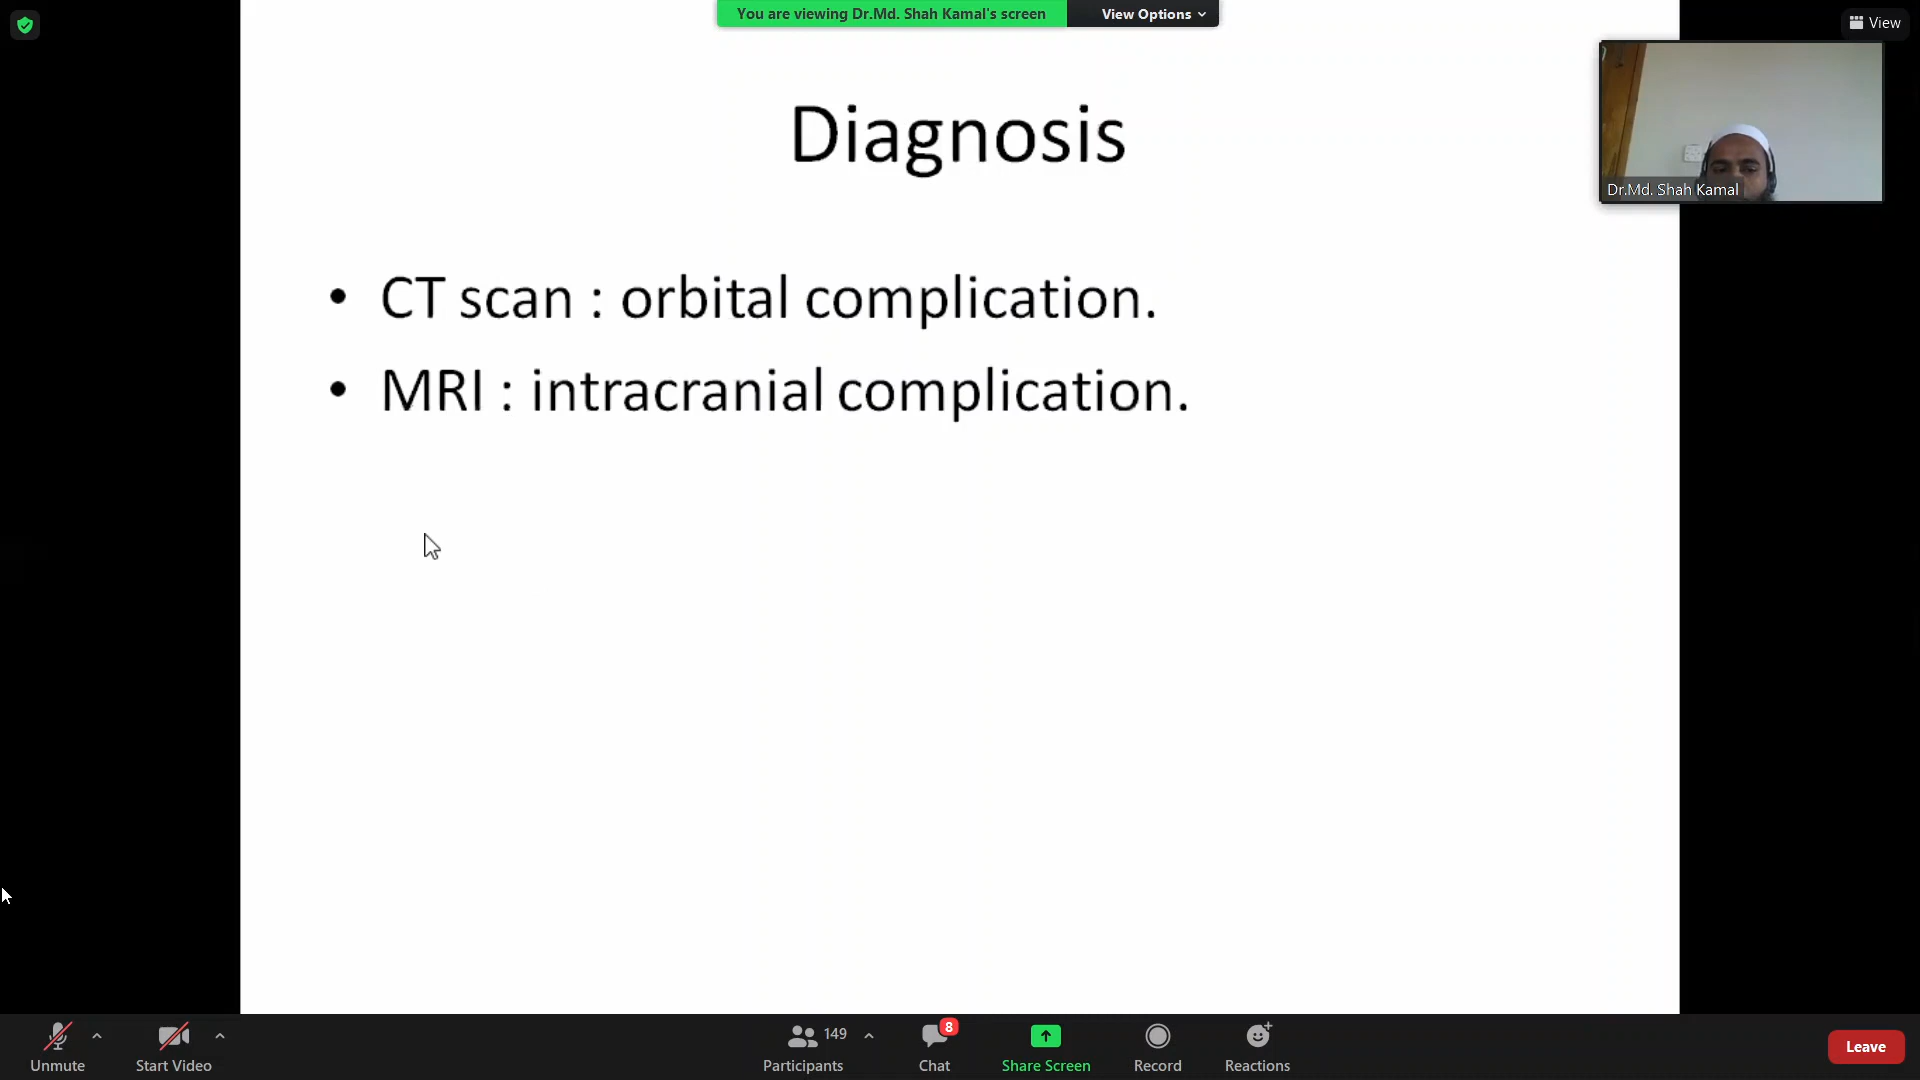 You are viewing Dr.Md. Shah Kamal's screen
View Options
View
Dr.Md. Shah Kamal
Diagnosis
• CT scan : orbital complication.
• MRI : intracranial complication.
Unmute
Start Video
149
Participants
8
Chat
Share Screen
Record
Reactions
Leave